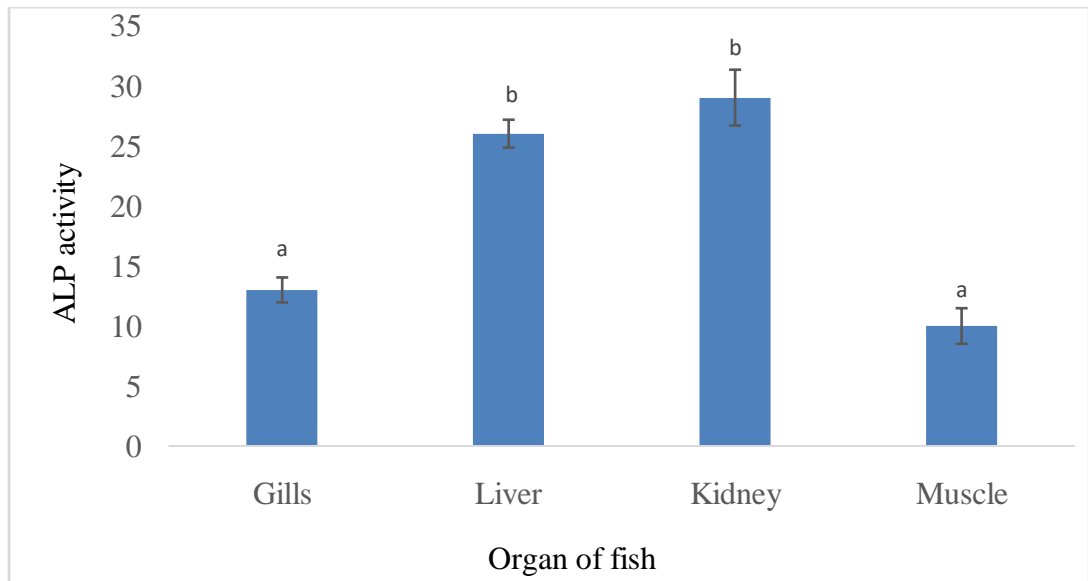 35
30
25
20
15
10
5
0
ALP activity
a
b
b
a
Gills Liver Kidney Muscle
Organ of fish